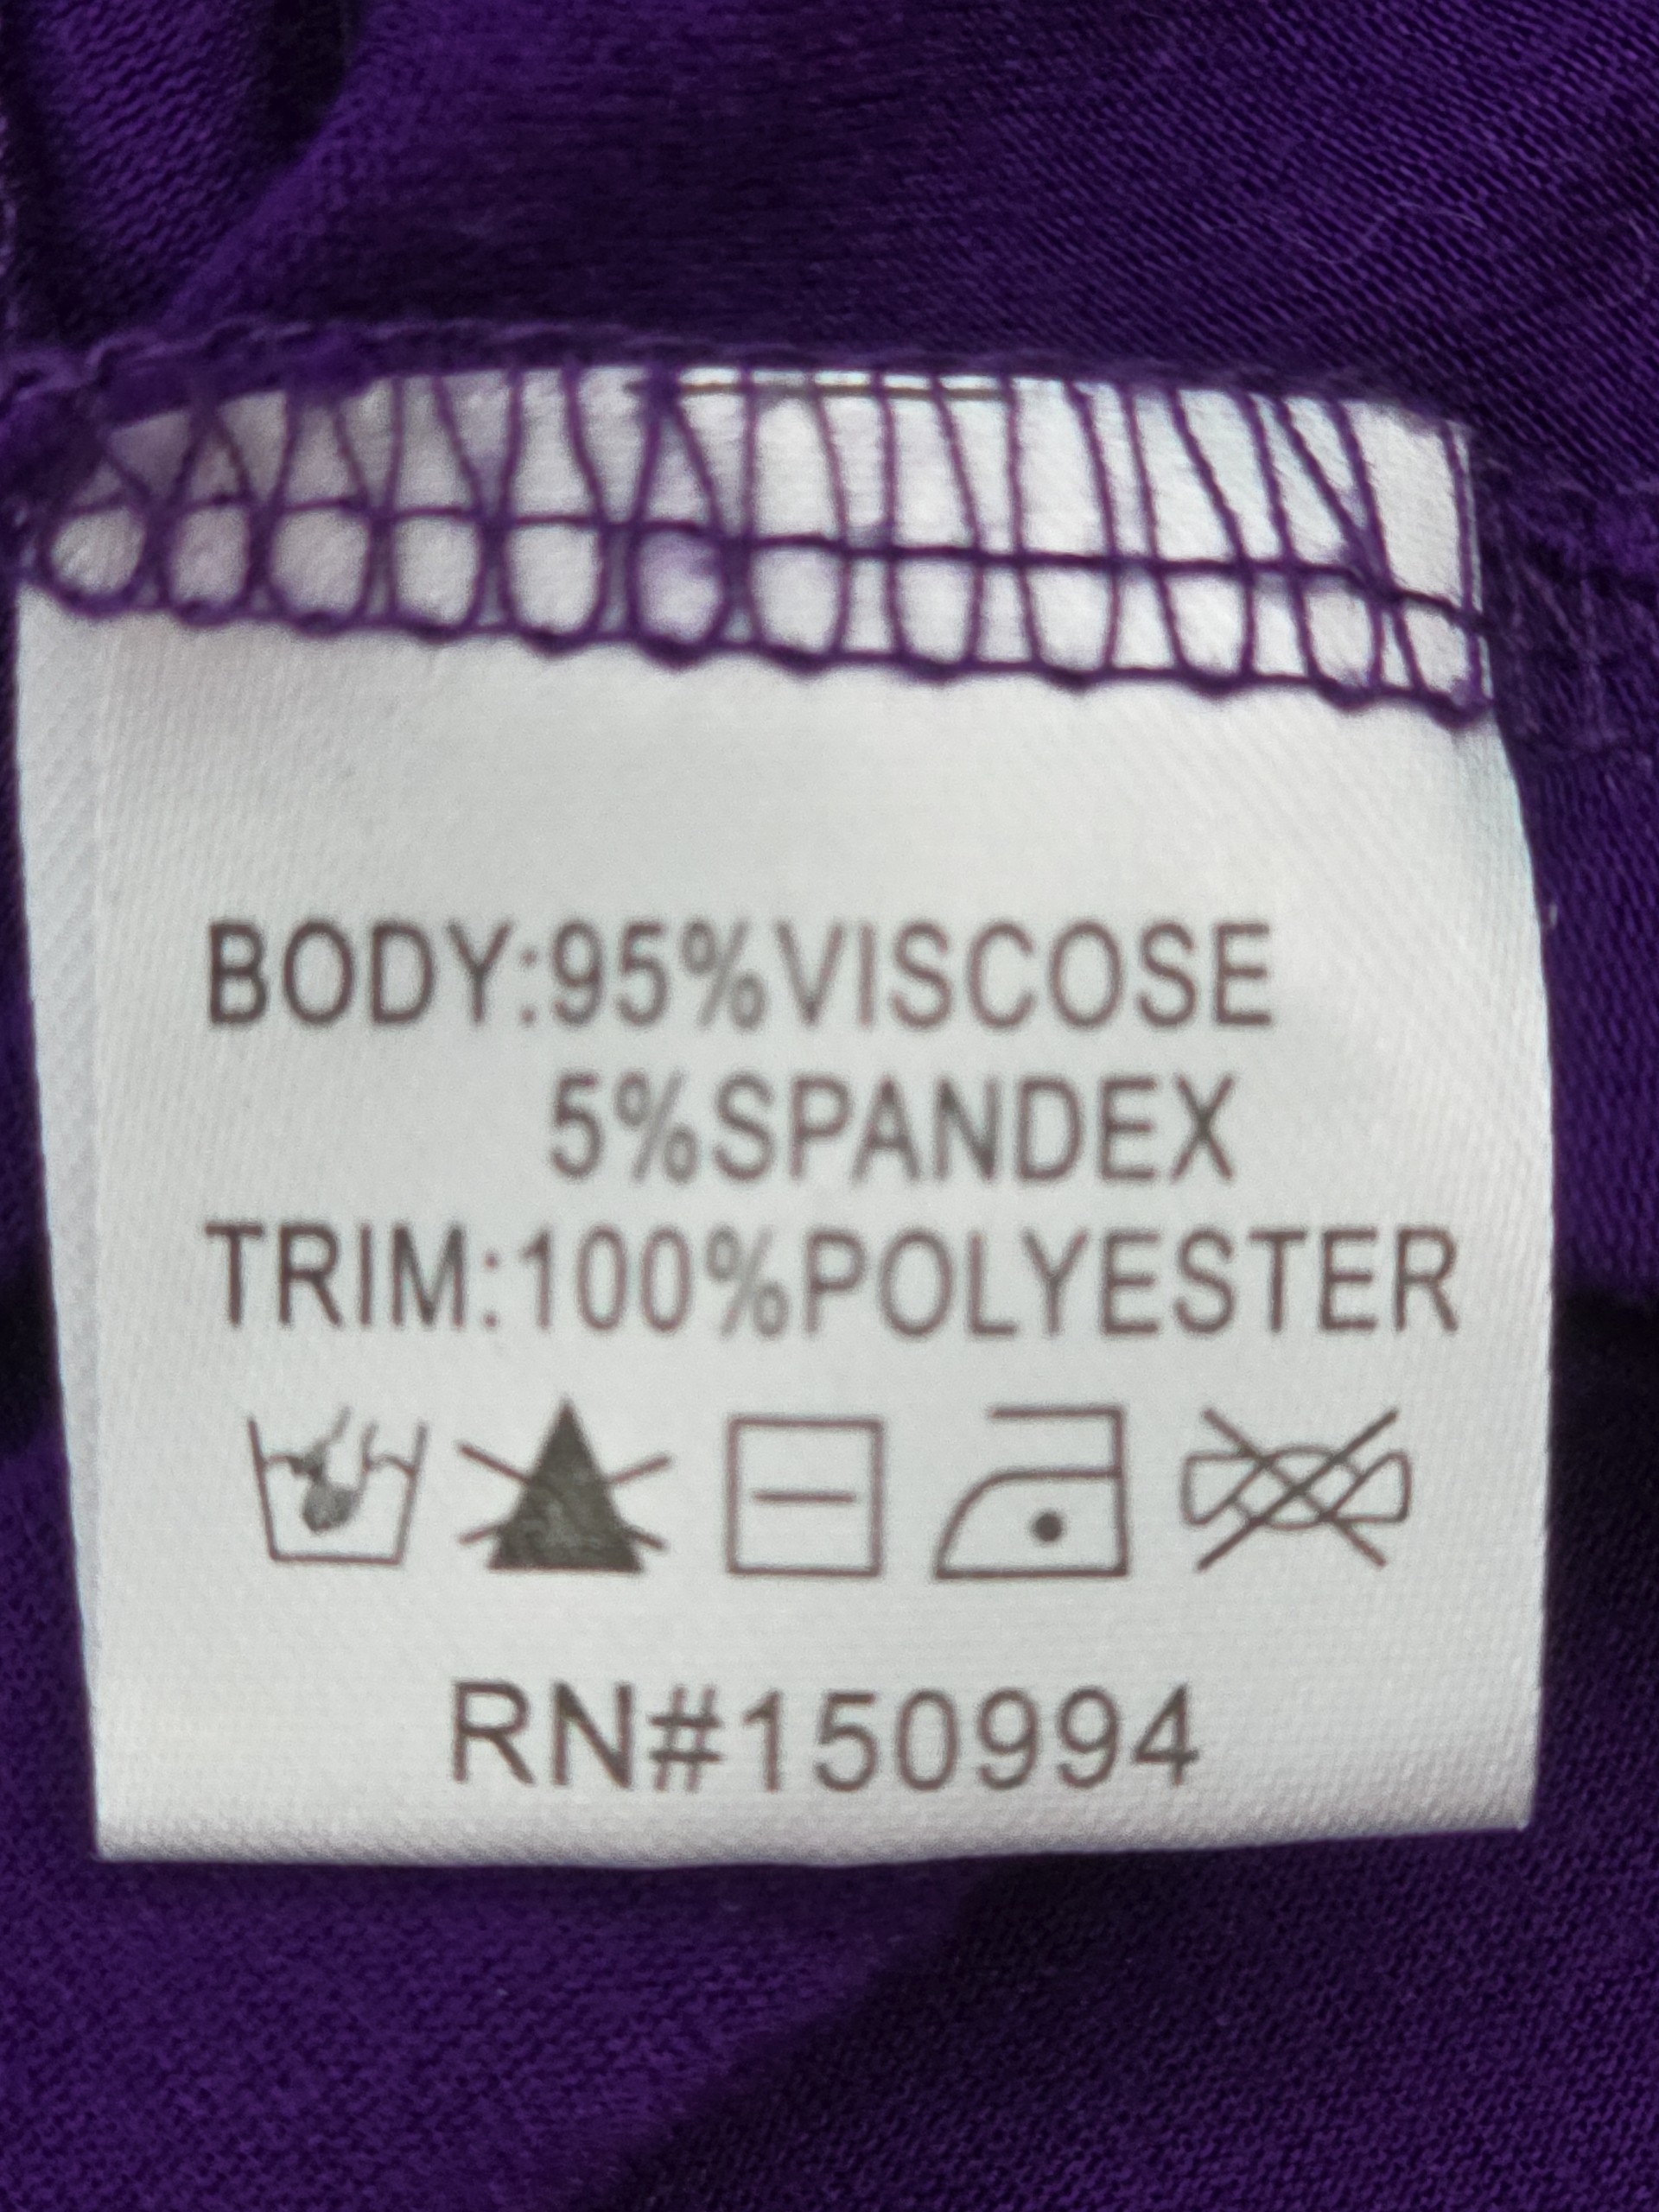 BODY:95%VISCOSE
5%SPANDEX
TRIM:100%POLYESTER
RN#150994